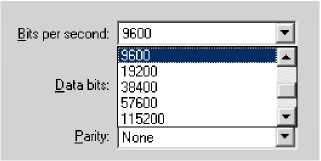 Bits per second: 9600
9600
19200
Data bits: 38400
57600
115200
Parity: None